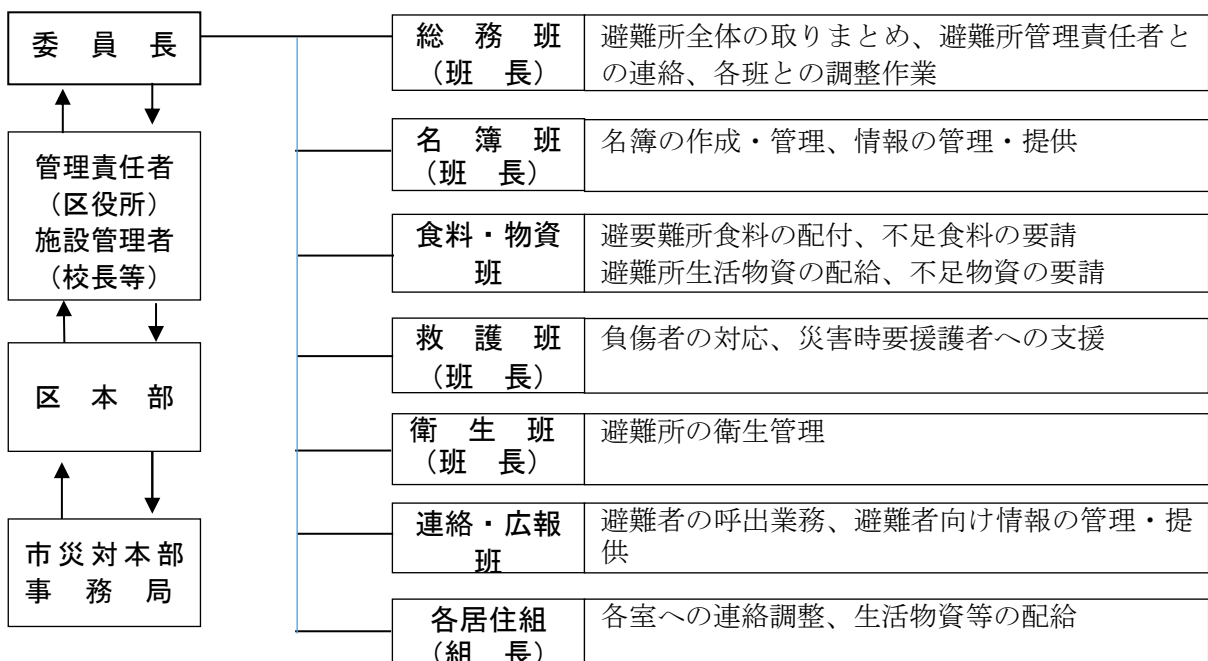 委員長
管理責任者
（区役所）
施設管理者
（校長等）
区本部
市災対本部
事務局
総務班
（班長）
避難所全体の取りまとめ、避難所管理責任者と
の連絡、各班との調整作業
名簿班
（班長）
名簿の作成・管理、情報の管理・提供
食料・物資
班
避要難所食料の配付、不足食料の要請
避難所生活物資の配給、不足物資の要請
救護班
（班長）
負傷者の対応、災害時要援護者への支援
衛生班
（班長）
避難所の衛生管理
連絡・広報
班
避難者の呼出業務、避難者向け情報の管理・提
供
各居住組
（組長）
各室への連絡調整、生活物資等の配給